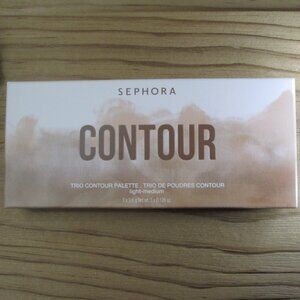 SEPHORA
CONTOUR
TRIO CONTOUR PALETTE . TRIO DE POUDRES CONTOUR
light-medium